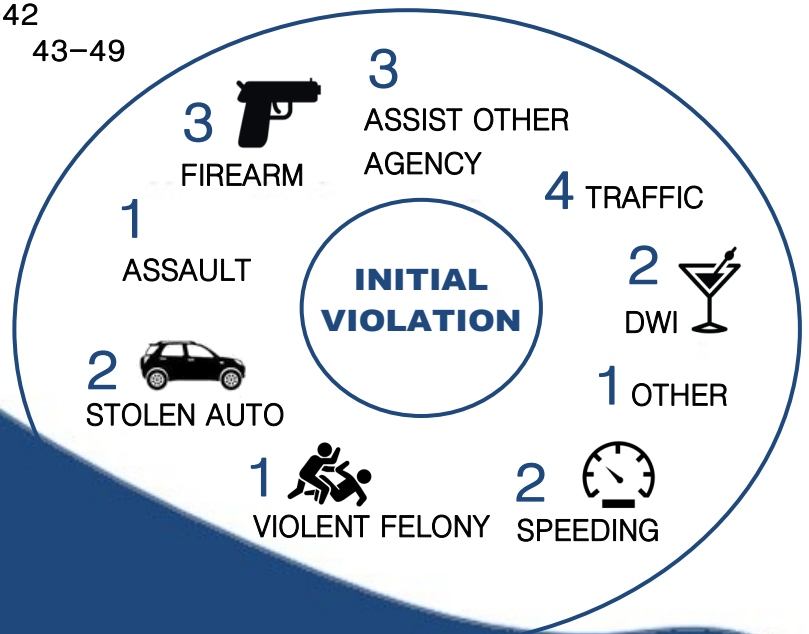 42
43-49
3
ASSIST OTHER
AGENCY
3
FIREARM
4 TRAFFIC
1
ASSAULT
INITIAL
VIOLATION
2
DWI
2
STOLEN AUTO
1 OTHER
1
VIOLENT FELONY
2
SPEEDING